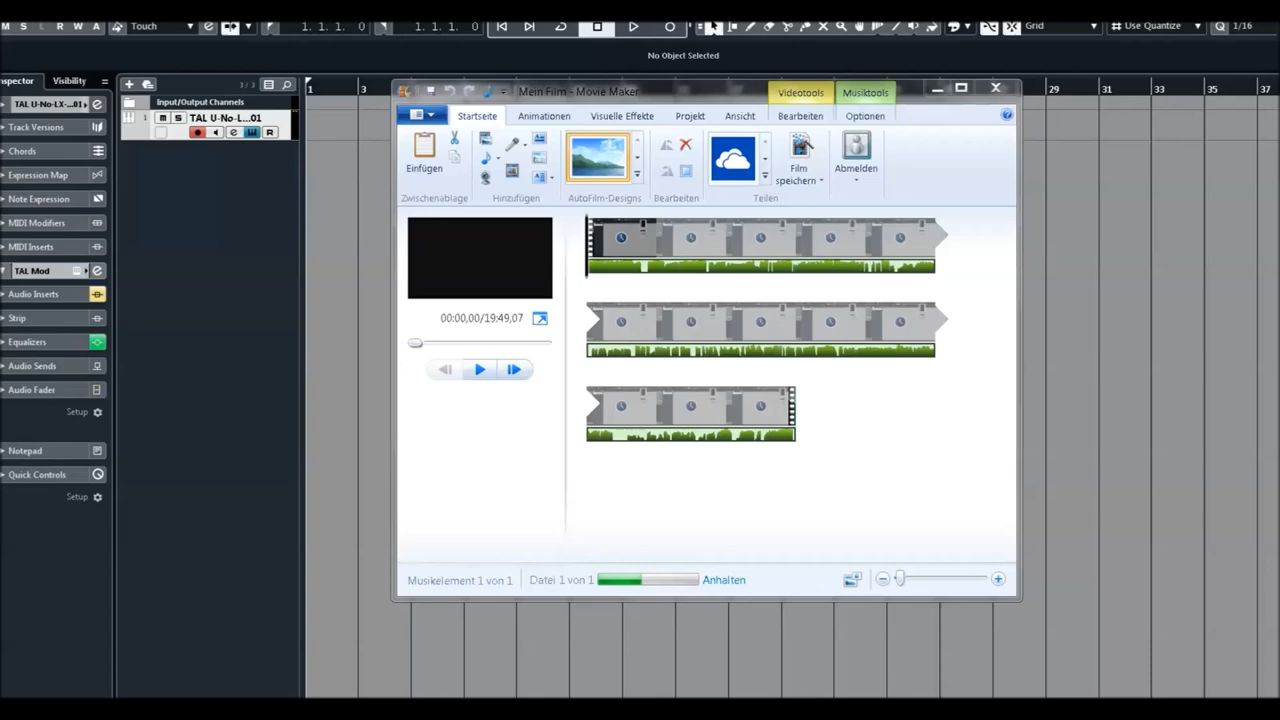 M S L R W A Touch 1. 1. 1. 0 1. 1. 1. 0 Grid Use Quantize 1/16
No Object Selected
nspector Visibility 3 / 3 1 3 29 31 33 35 37
TAL U-No-LX-...01 Input/Output Channels
1 m S TAL U-No-L...01
e R
Track Versions
Chords
Expression Map
Note Expression
MIDI Modifiers
MIDI Inserts
TAL Mod
Audio Inserts
Strip
Equalizers
Audio Sends
Audio Fader
Setup
Notepad
Quick Controls
Setup
Mein Film - Movie Maker Videotools Musiktools
Startseite Animationen Visuelle Effekte Projekt Ansicht Bearbeiten Optionen
Einfügen Film speichern Abmelden
Zwischenablage Hinzufügen AutoFilm-Designs Bearbeiten Teilen
00:00,00/19:49,07
Musikelement 1 von 1 Datei 1 von 1 Anhalten